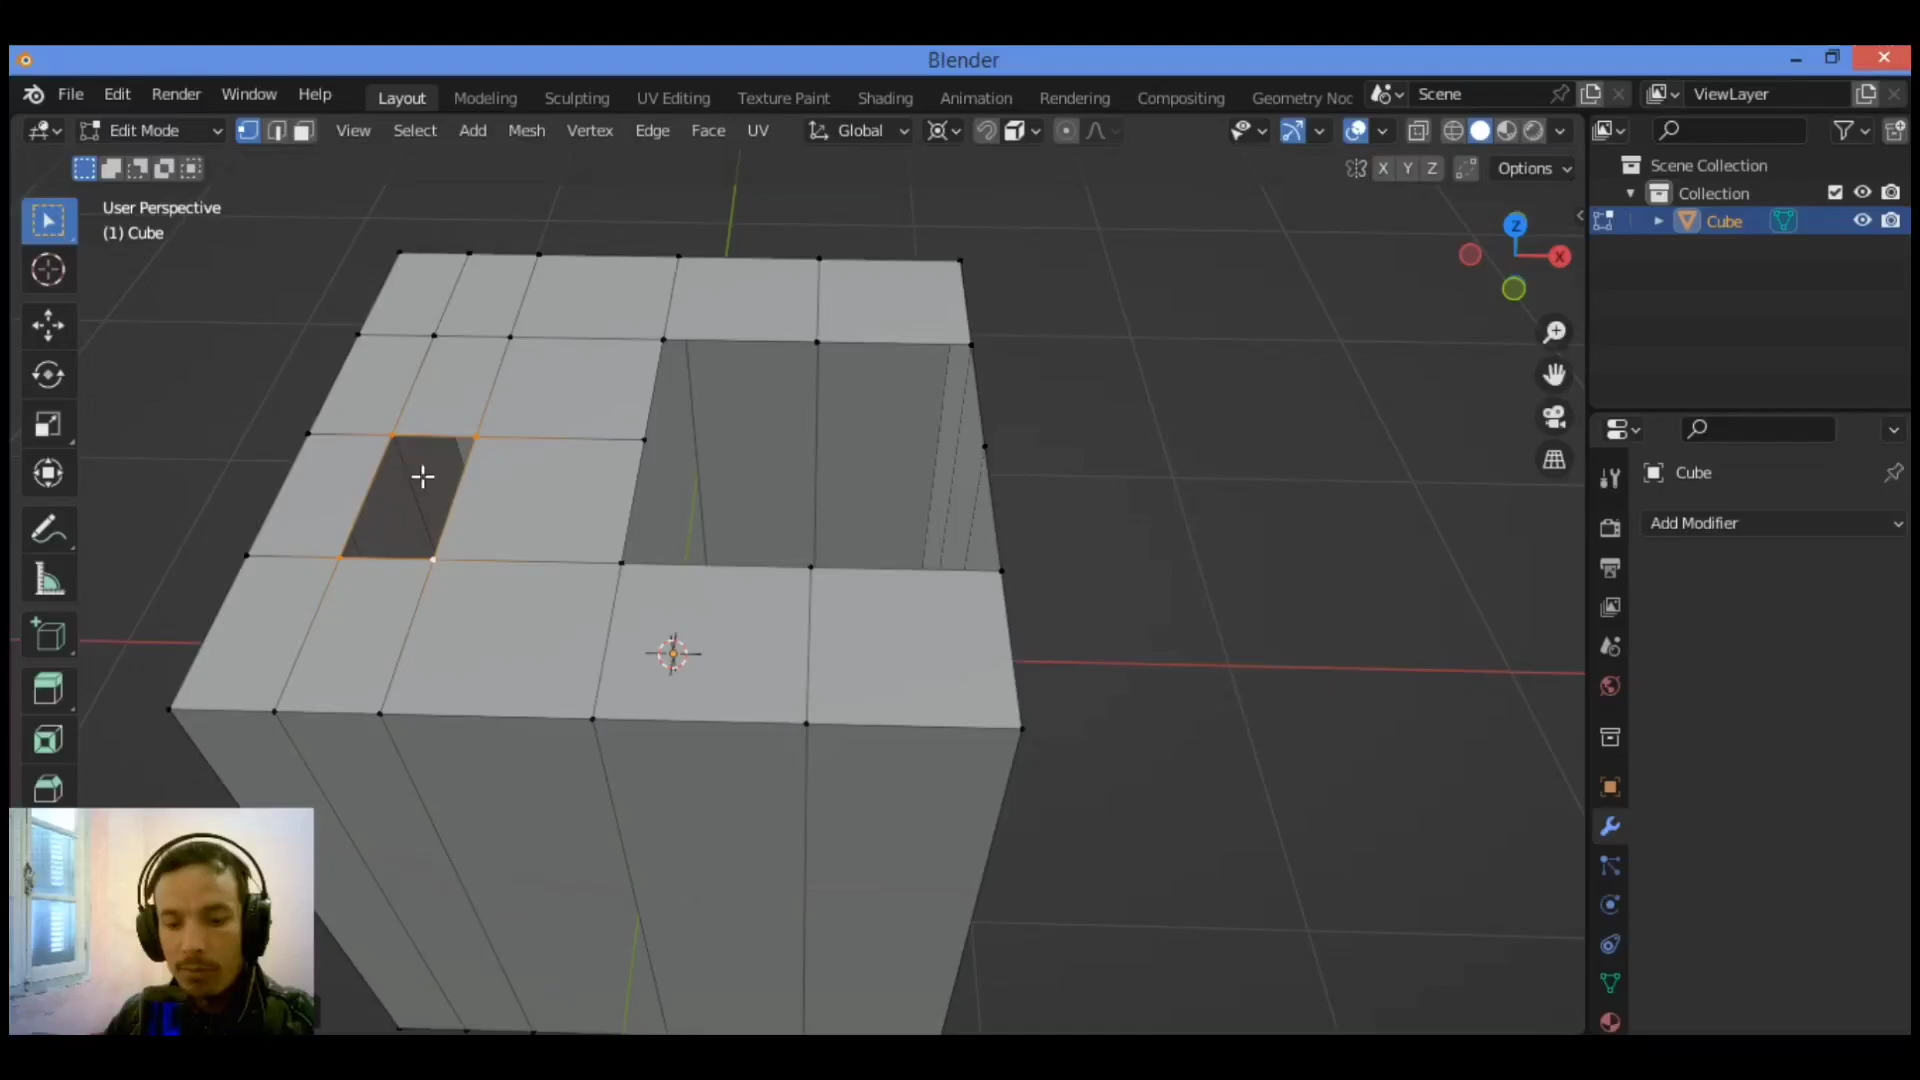 Blender
File Edit Render Window Help Layout Modeling Sculpting UV Editing Texture Paint Shading Animation Rendering Compositing Geometry Noc Scene ViewLayer
Edit Mode View Select Add Mesh Vertex Edge Face UV Global
X Y Z Options
User Perspective
(1) Cube
Z
X
Scene Collection
Collection
Cube
Cube
Add Modifier